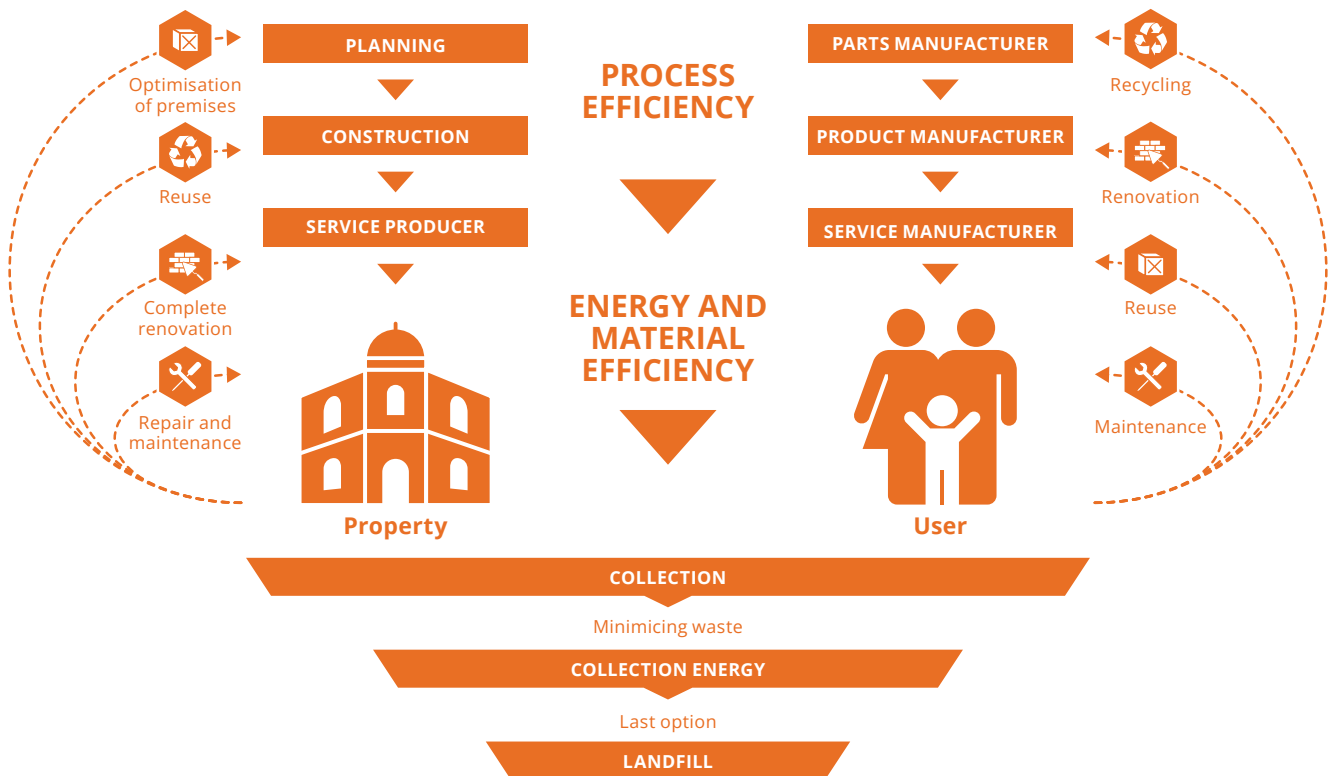 Optimisation
of premises
Reuse
Complete
renovation
Repair and
maintenance
PLANNING
CONSTRUCTION
SERVICE PRODUCER
Property
PROCESS
EFFICIENCY
ENERGY AND
MATERIAL
EFFICIENCY
PARTS MANUFACTURER
PRODUCT MANUFACTURER
SERVICE MANUFACTURER
User
Recycling
Renovation
Reuse
Maintenance
COLLECTION
Minimicing waste
COLLECTION ENERGY
Last option
LANDFILL